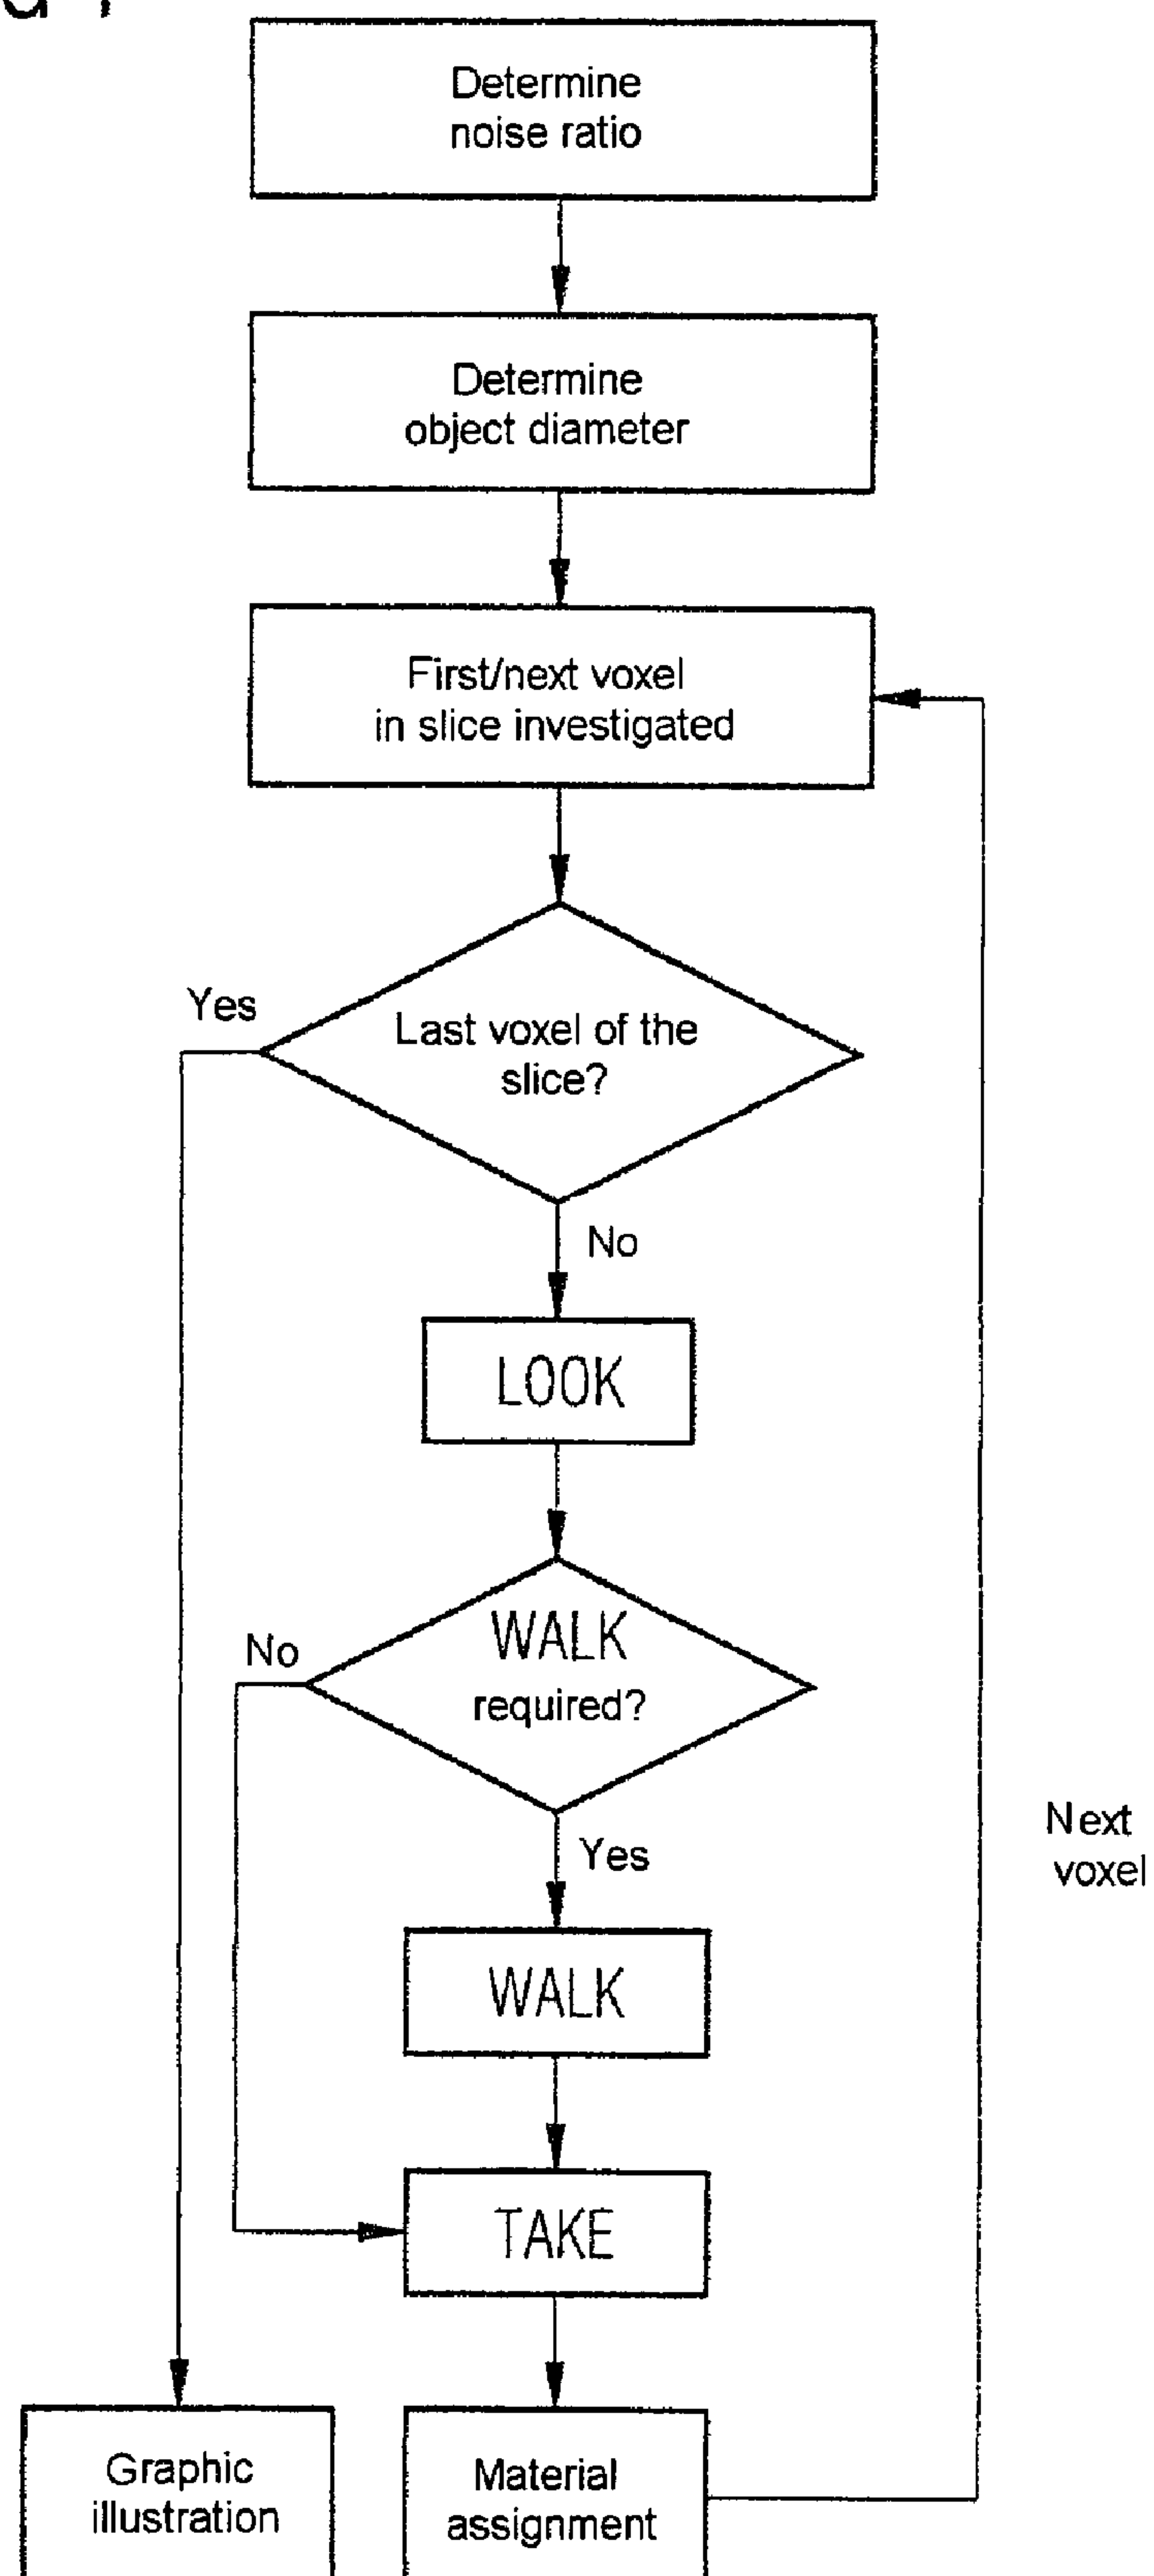 Determine
noise ratio
Determine
object diameter
First/next voxel
in slice investigated
Yes
Last voxel of the
slice?
No
LOOK
No
WALK
required?
Yes
Next
voxel
WALK
TAKE
Graphic
illustration
Material
assignment